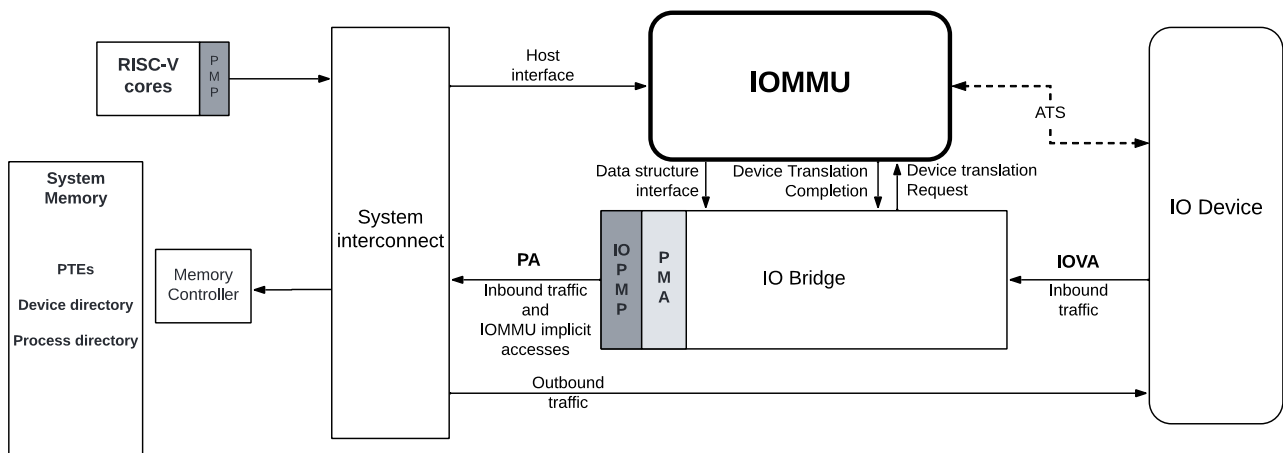 RISC-V
cores
P
M
P
Host
interface
IOMMU
ATS
System
Memory
PTEs
Device directory
Process directory
Memory
Controller
System
interconnect
Data structure
interface
Device Translation
Completion
Device translation
Request
IO Device
IO
P
M
P
P
M
A
IO Bridge
PA
Inbound traffic
and
IOMMU implicit
accesses
IOVA
Inbound
traffic
Outbound
traffic